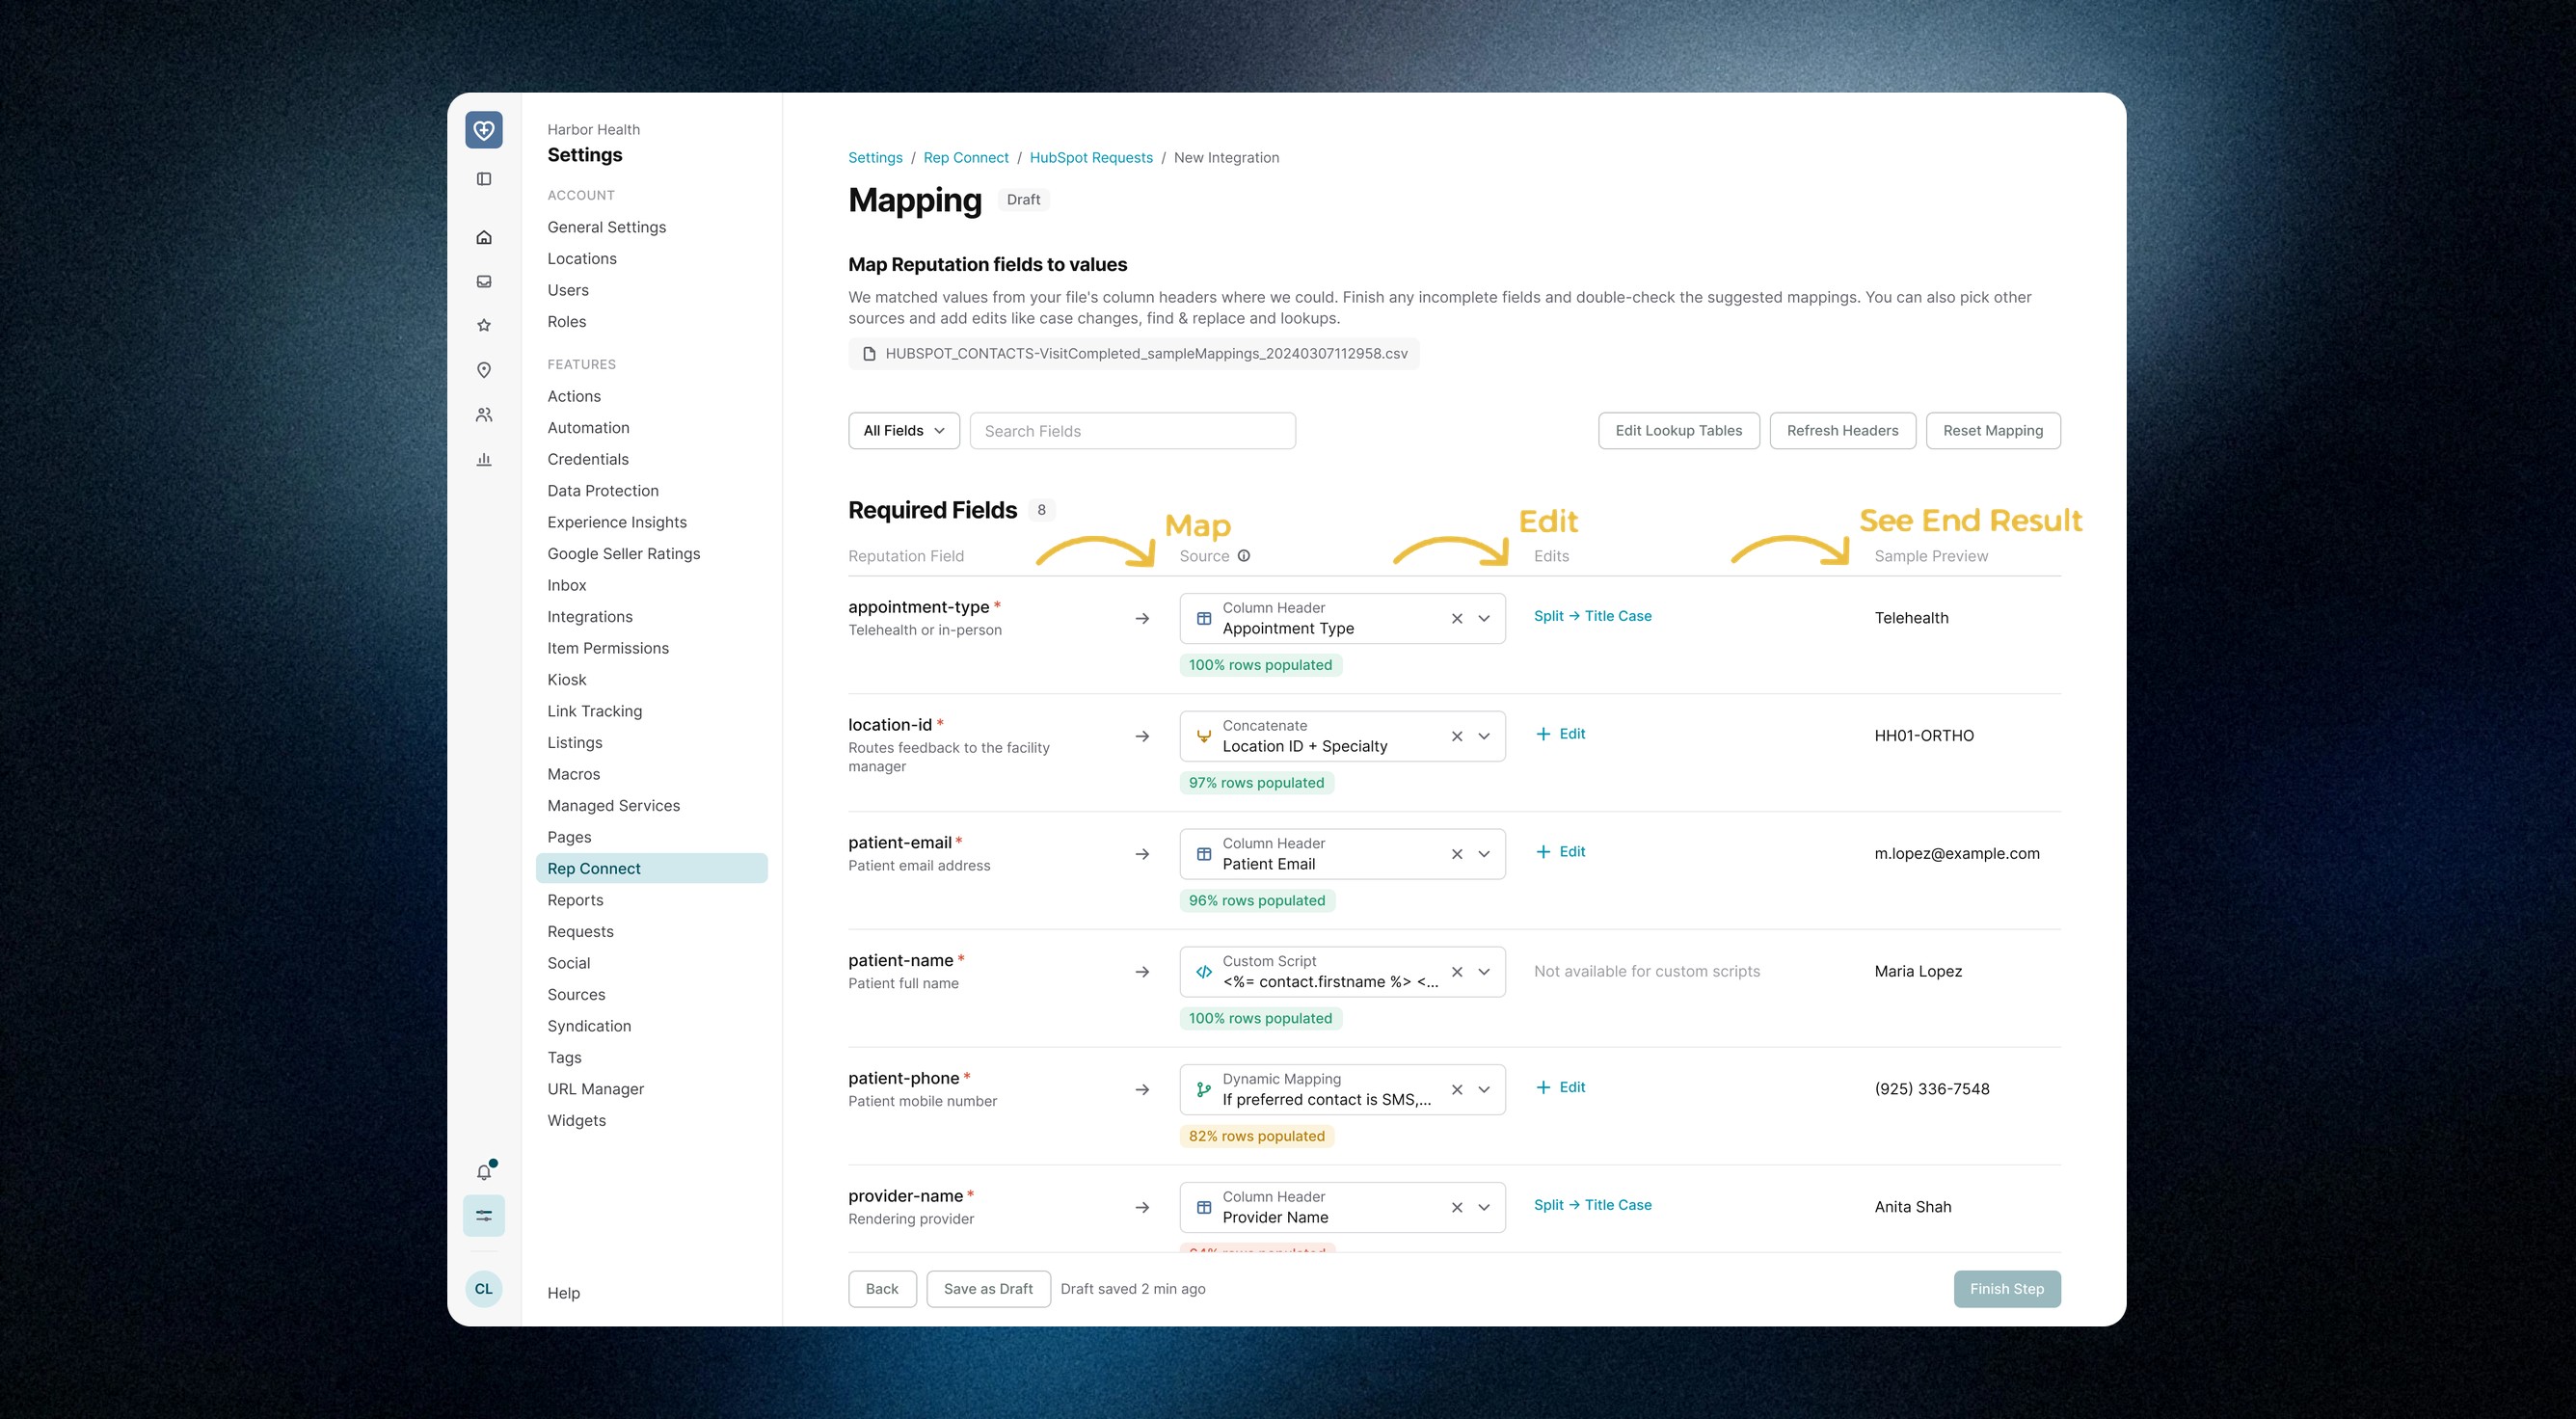 Harbor Health
Settings
ACCOUNT
General Settings
Locations
Users
Roles
FEATURES
Actions
Automation
Credentials
Data Protection
Experience Insights
Google Seller Ratings
Inbox
Integrations
Item Permissions
Kiosk
Link Tracking
Listings
Macros
Managed Services
Pages
Rep Connect
Reports
Requests
Social
Sources
Syndication
Tags
URL Manager
Widgets
CL
Help
Settings / Rep Connect / HubSpot Requests / New Integration
Mapping Draft
Map Reputation fields to values
We matched values from your file's column headers where we could. Finish any incomplete fields and double-check the suggested mappings. You can also pick other
sources and add edits like case changes, find & replace and lookups.
HUBSPOT_CONTACTS-VisitCompleted_sampleMappings_20240307112958.csv
All Fields Search Fields Edit Lookup Tables Refresh Headers Reset Mapping
Required Fields 8
Map Edit See End Result
Reputation Field Source Edits Sample Preview
appointment-type *
Telehealth or in-person
Column Header
Appointment Type
100% rows populated
Split → Title Case
Telehealth
location-id *
Routes feedback to the facility
manager
Concatenate
Location ID + Specialty
97% rows populated
+ Edit
HH01-ORTHO
patient-email *
Patient email address
Column Header
Patient Email
96% rows populated
+ Edit
m.lopez@example.com
patient-name *
Patient full name
Custom Script
<%= contact.firstname %> <...
100% rows populated
Not available for custom scripts
Maria Lopez
patient-phone *
Patient mobile number
Dynamic Mapping
If preferred contact is SMS,...
82% rows populated
+ Edit
(925) 336-7548
provider-name *
Rendering provider
Column Header
Provider Name
rows populated
Split → Title Case
Anita Shah
Back Save as Draft Draft saved 2 min ago Finish Step